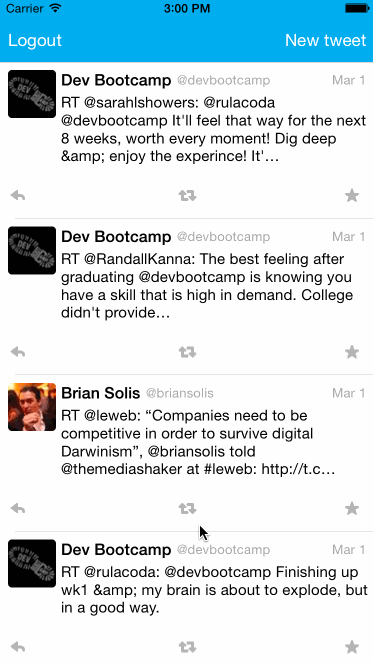 Carrier 3:00 PM
Logout New tweet
Dev Bootcamp @devbootcamp Mar 1
RT @sarahlshowers: @rulacoda
@devbootcamp It'll feel that way for the next
8 weeks, worth every moment! Dig deep
&amp; enjoy the experince! It'…
Dev Bootcamp @devbootcamp Mar 1
RT @RandallKanna: The best feeling after
graduating @devbootcamp is knowing you
have a skill that is high in demand. College
didn't provide…
Brian Solis @briansolis Mar 1
RT @leweb: “Companies need to be
competitive in order to survive digital
Darwinism”, @briansolis told
@themediashaker at #leweb: http://t.c…
Dev Bootcamp @devbootcamp Mar 1
RT @rulacoda: @devbootcamp Finishing up
wk1 &amp; my brain is about to explode, but
in a good way.